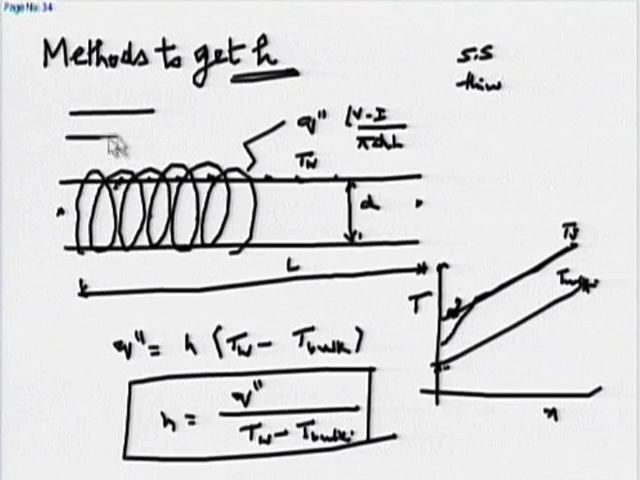 Page No: 34
Methods to get h
S.S
thin
q" V-I
πdL
Tw
d
L
T
Tw
Tbulk
x
q" = h (Tw - Tbulk)
h = q"
Tw - Tbulk